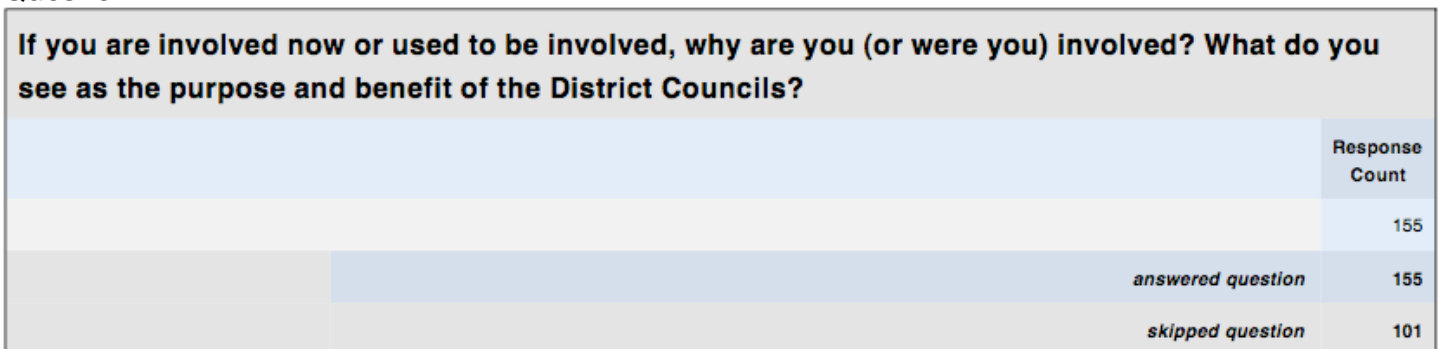 If you are involved now or used to be involved, why are you (or were you) involved? What do you
see as the purpose and benefit of the District Councils?
Response
Count
155
answered question 155
skipped question 101